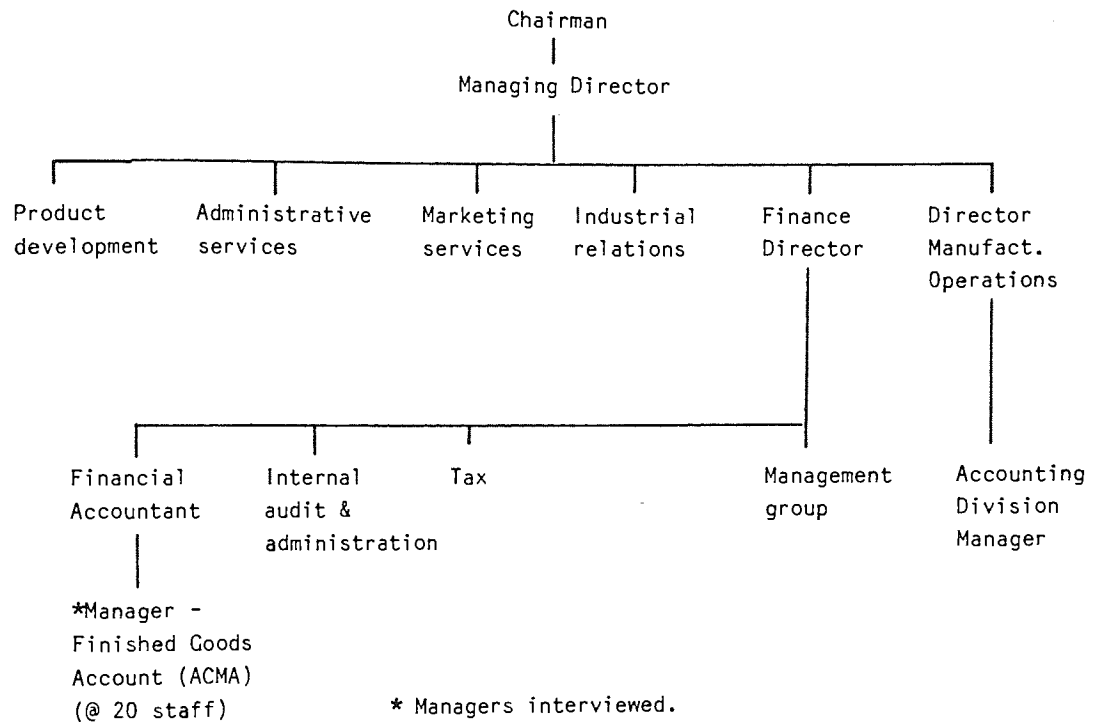 Chairman
Managing Director
Product development
Administrative services
Marketing services
Industrial relations
Finance Director
Director Manufact. Operations
Financial Accountant
Internal audit & administration
Tax
Management group
Accounting Division Manager
*Manager -
Finished Goods
Account (ACMA)
(@ 20 staff)
* Managers interviewed.